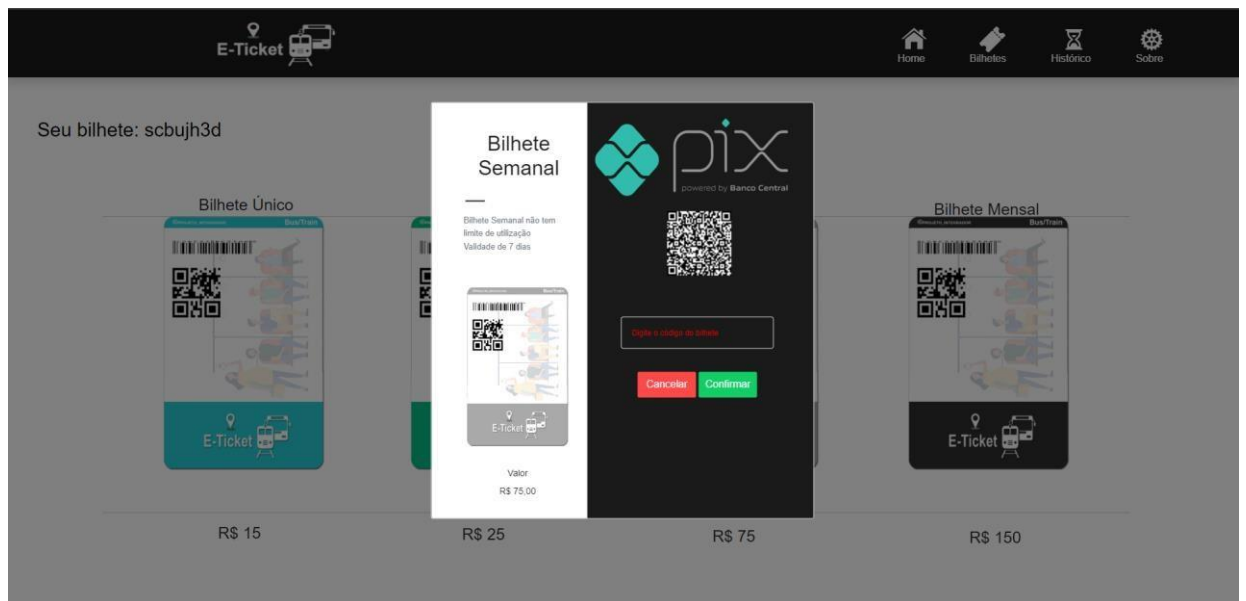 E-Ticket
Home
Bilhetes
Histórico
Sobre
Seu bilhete: scbujh3d
Bilhete Único
Bus/Train
E-Ticket
R$ 15
R$ 25
Bilhete
Semanal
Bilhete Semanal não tem
limite de utilização
Validade de 7 dias
Bus/Train
E-Ticket
Valor
R$ 75,00
pix
powered by Banco Central
Digite o código do bilhete
Cancelar
Confirmar
R$ 75
Bilhete Mensal
Bus/Train
E-Ticket
R$ 150